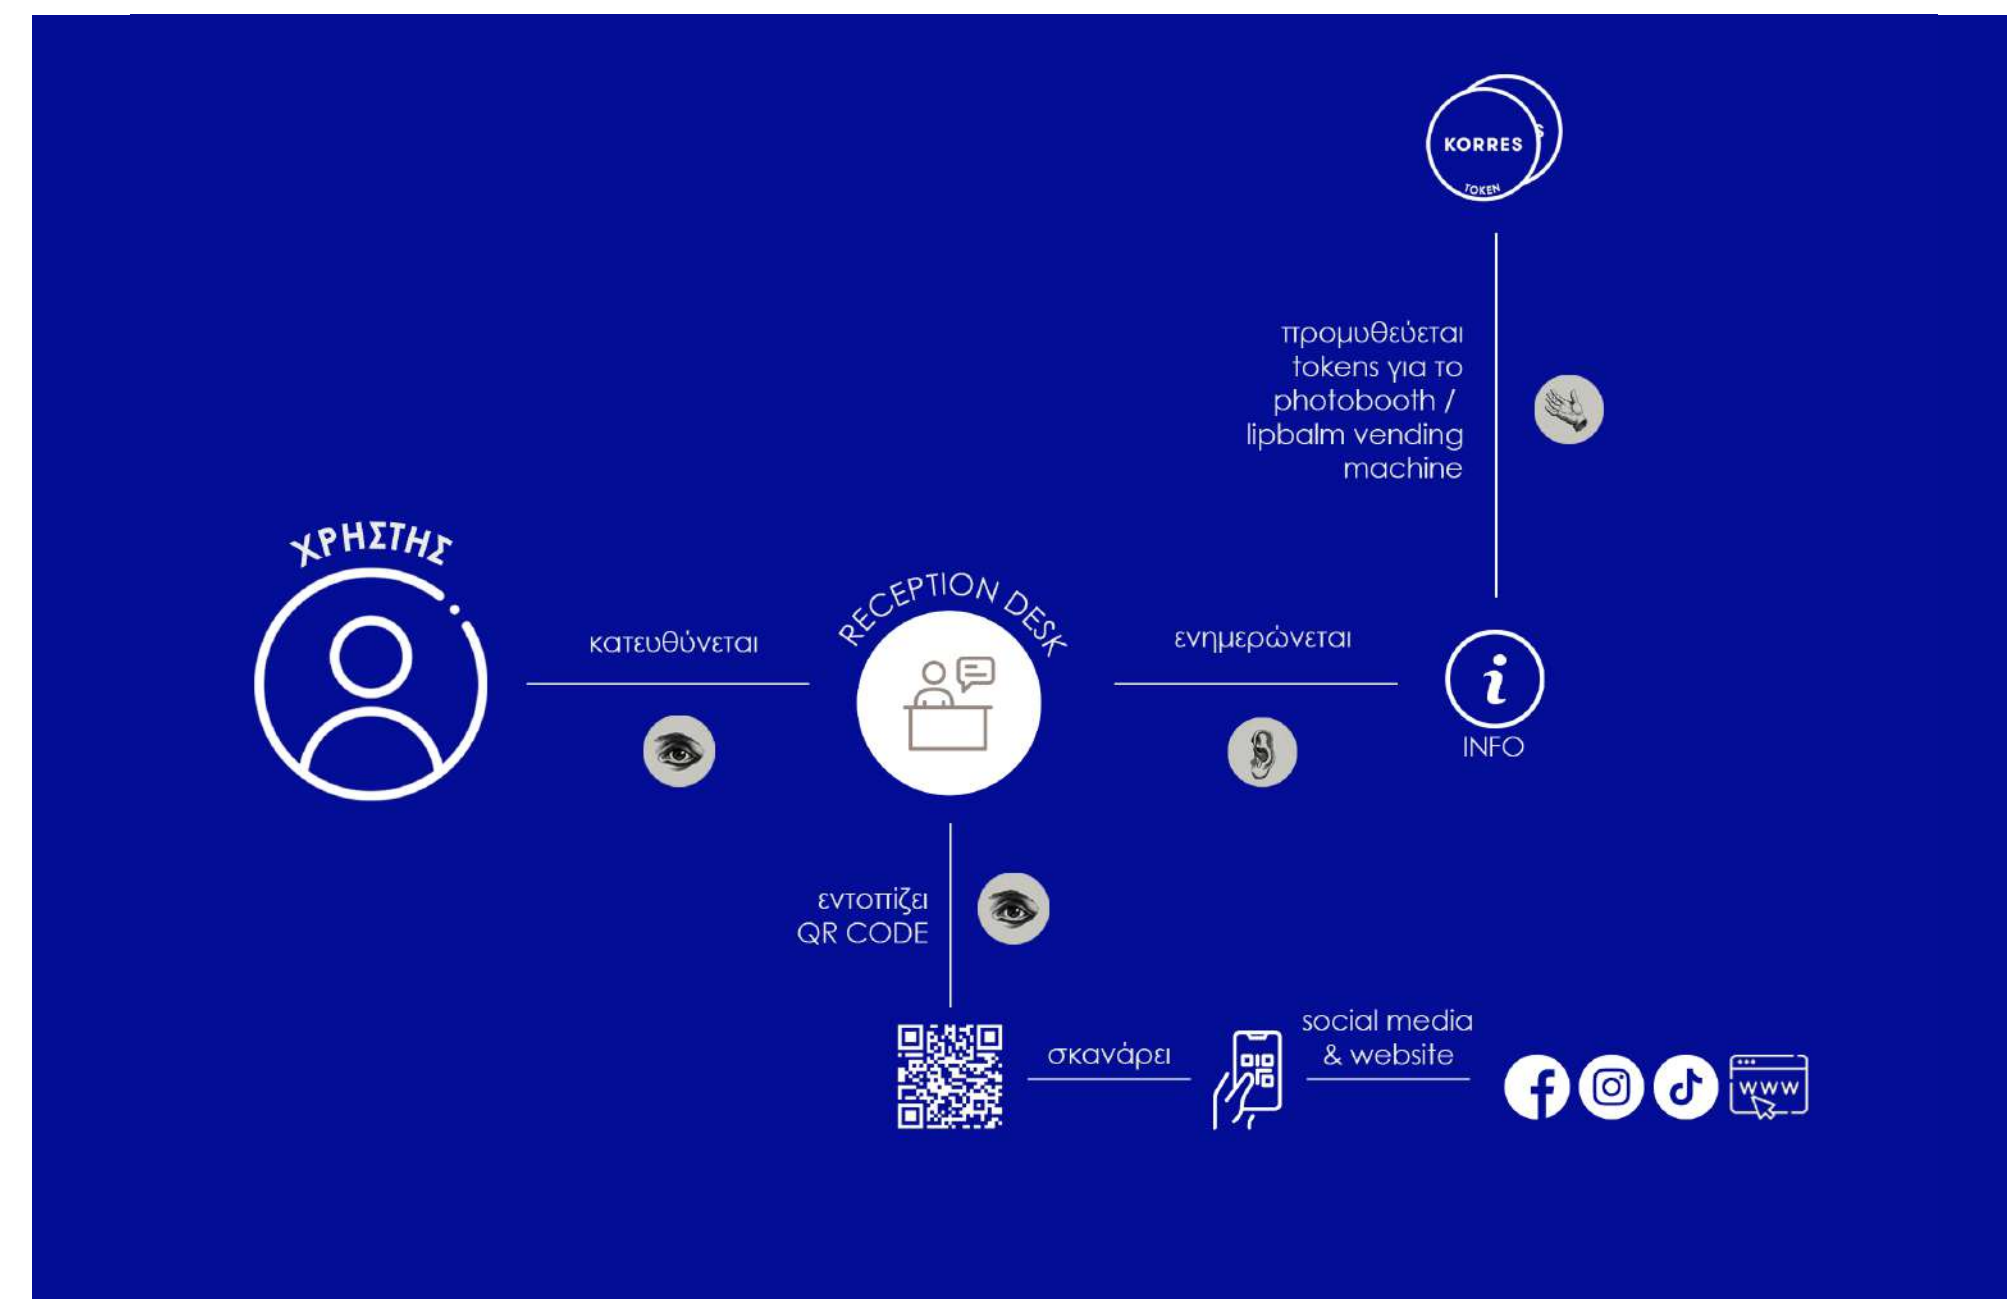 KORRES
S
TOKEN
προμυθεύεται
tokens για το
photobooth /
lipbalm vending
machine
ΧΡΗΣΤΗΣ
κατευθύνεται
RECEPTION DESK
ενημερώνεται
i
INFO
εντοπίζει
QR CODE
σκανάρει
social media
& website
www